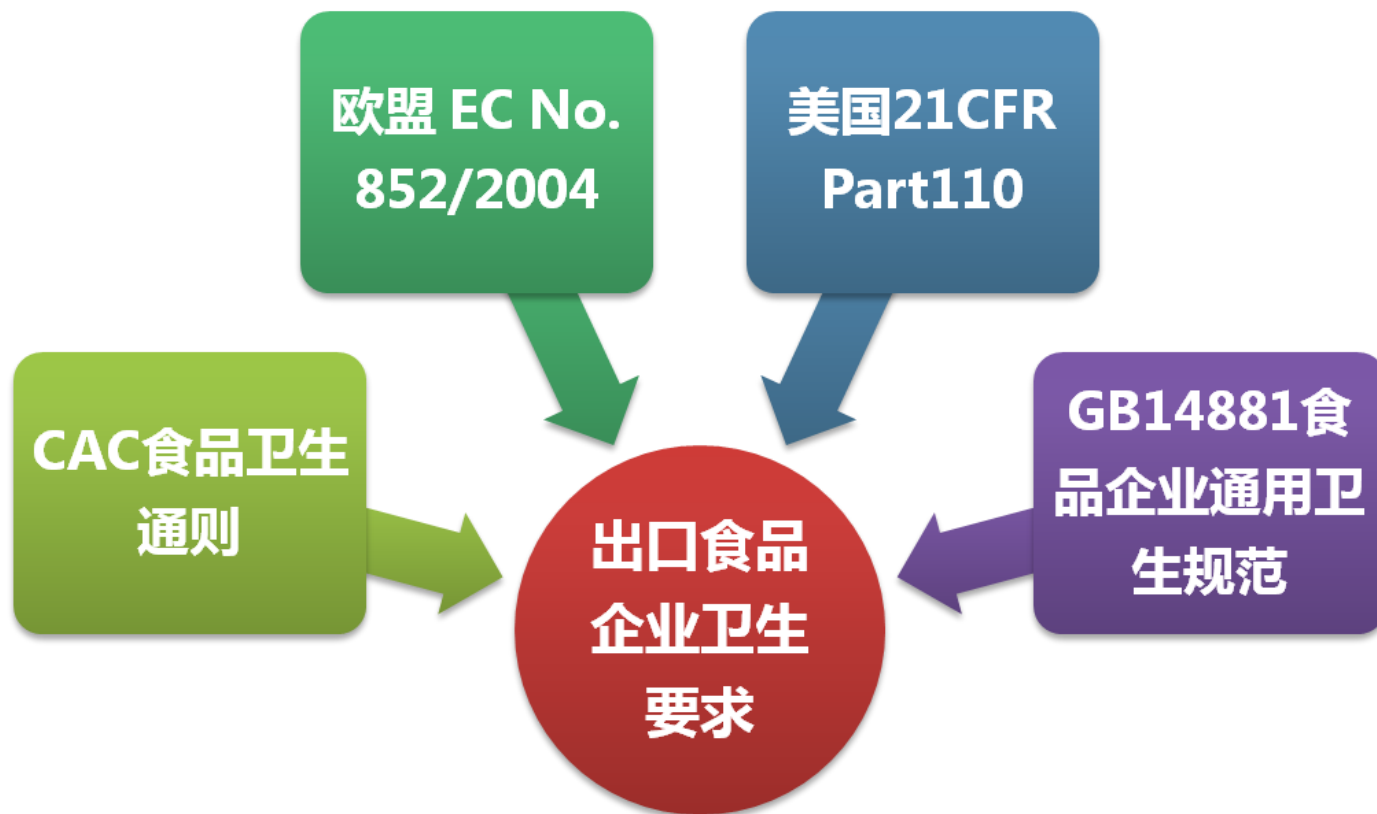 欧盟 EC No.
852/2004
美国21CFR
Part110
CAC食品卫生
通则
GB14881食
品企业通用卫
生规范
出口食品
企业卫生
要求